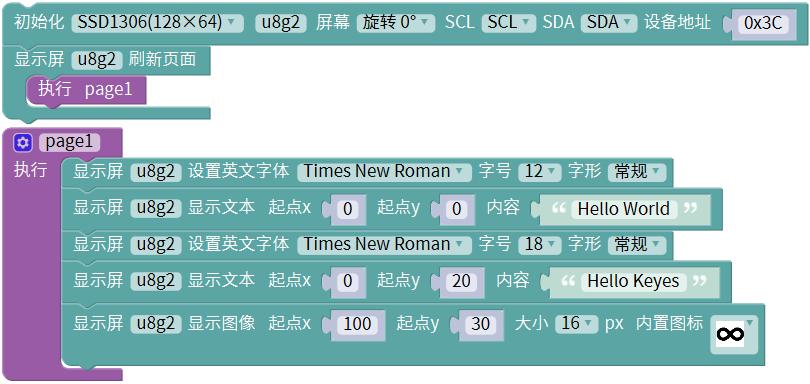 初始化 SSD1306(128×64) u8g2 屏幕 旋转 0° SCL SCL SDA SDA 设备地址 0x3C
显示屏 u8g2 刷新页面
执行 page1
page1
执行 显示屏 u8g2 设置英文字体 Times New Roman 字号 12 字形 常规
显示屏 u8g2 显示文本 起点x 0 起点y 0 内容 “ Hello World ”
显示屏 u8g2 设置英文字体 Times New Roman 字号 18 字形 常规
显示屏 u8g2 显示文本 起点x 0 起点y 20 内容 “ Hello Keyes ”
显示屏 u8g2 显示图像 起点x 100 起点y 30 大小 16 px 内置图标 ∞